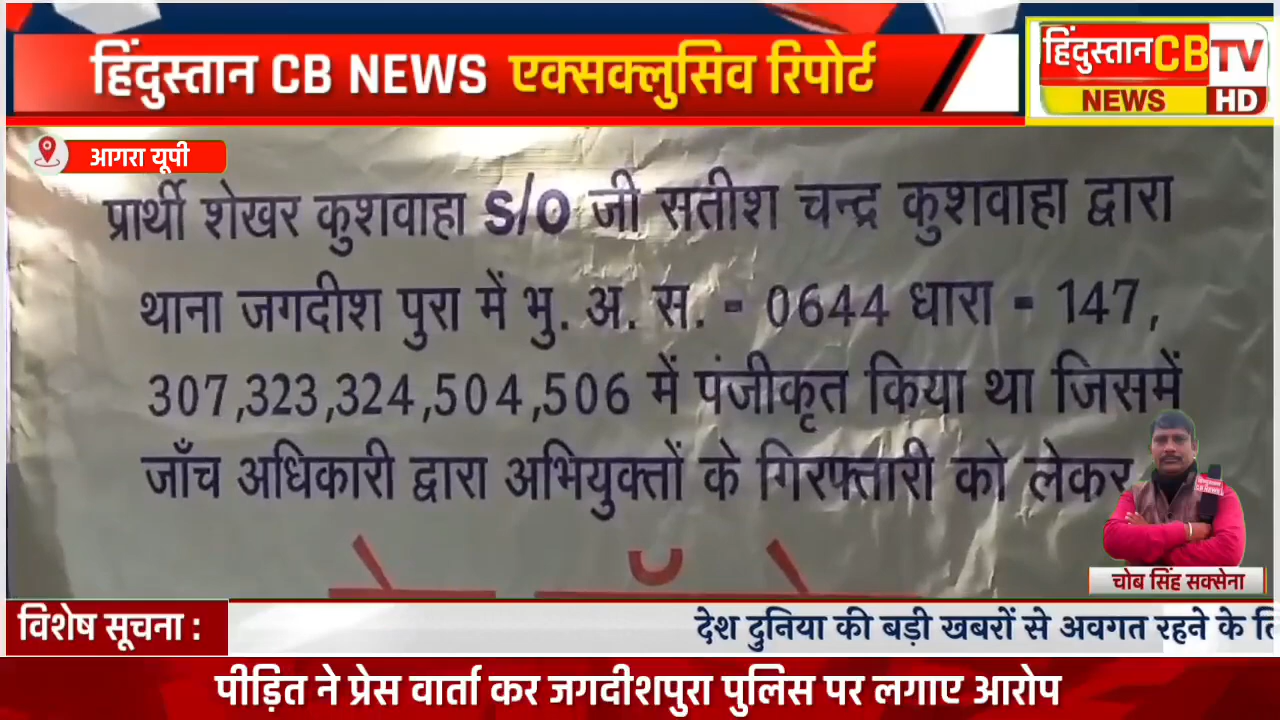 हिंदुस्तान CB NEWS एक्सक्लुसिव रिपोर्ट
हिंदुस्तान CB TV
NEWS HD
आगरा यूपी
प्रार्थी शेखर कुशवाहा S/O जी सतीश चन्द्र कुशवाहा द्वारा
थाना जगदीश पुरा में भु. अ. स. - 0644 धारा - 147,
307,323,324,504,506 में पंजीकृत किया था जिसमें
जाँच अधिकारी द्वारा अभियुक्तों के गिरफ्तारी को लेकर
चोब सिंह सक्सेना
विशेष सूचना :
देश दुनिया की बड़ी खबरों से अवगत रहने के
पीड़ित ने प्रेस वार्ता कर जगदीशपुरा पुलिस पर लगाए आरोप